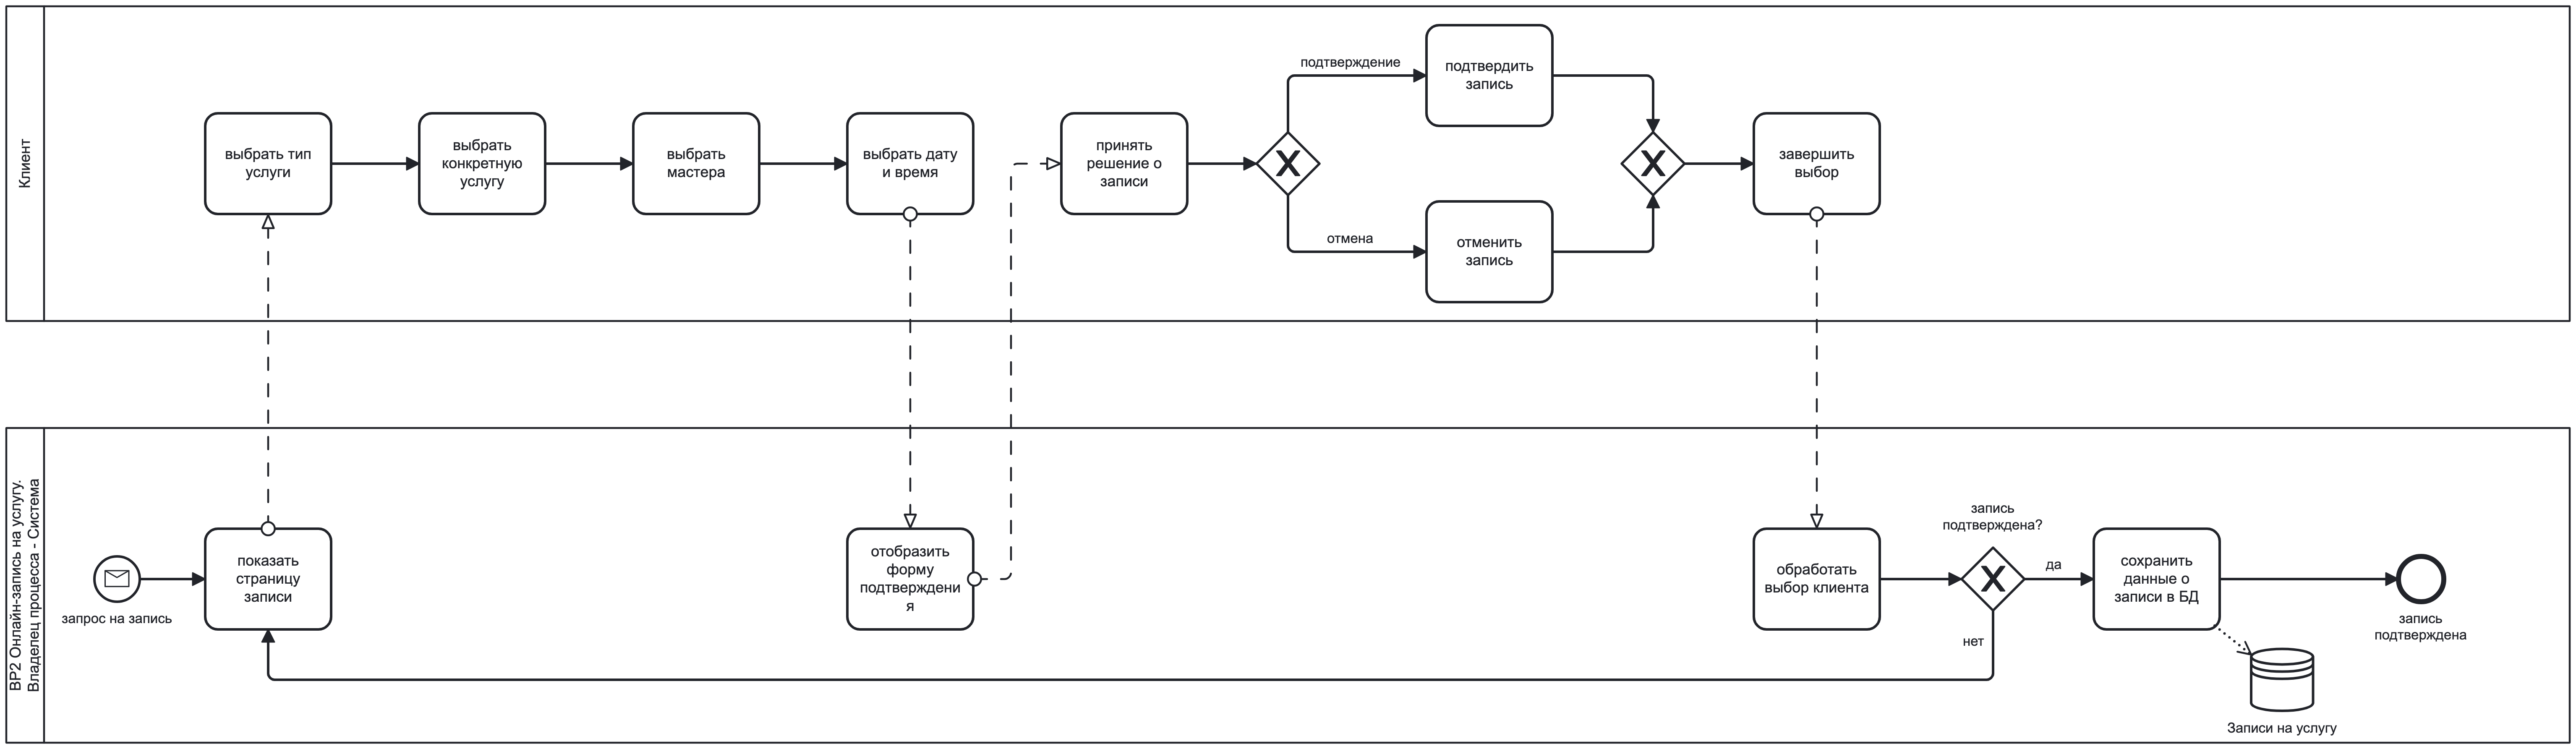 Клиент
выбрать тип
услуги
выбрать
конкретную
услугу
выбрать
мастера
выбрать дату
и время
принять
решение о
записи
подтверждение
отмена
подтвердить
запись
отменить
запись
завершить
выбор
BP2 Онлайн-запись на услугу.
Владелец процесса - Система
запрос на запись
показать
страницу
записи
отобразить
форму
подтверждени
я
обработать
выбор клиента
запись
подтверждена?
да
нет
сохранить
данные о
записи в БД
Записи на услугу
запись
подтверждена